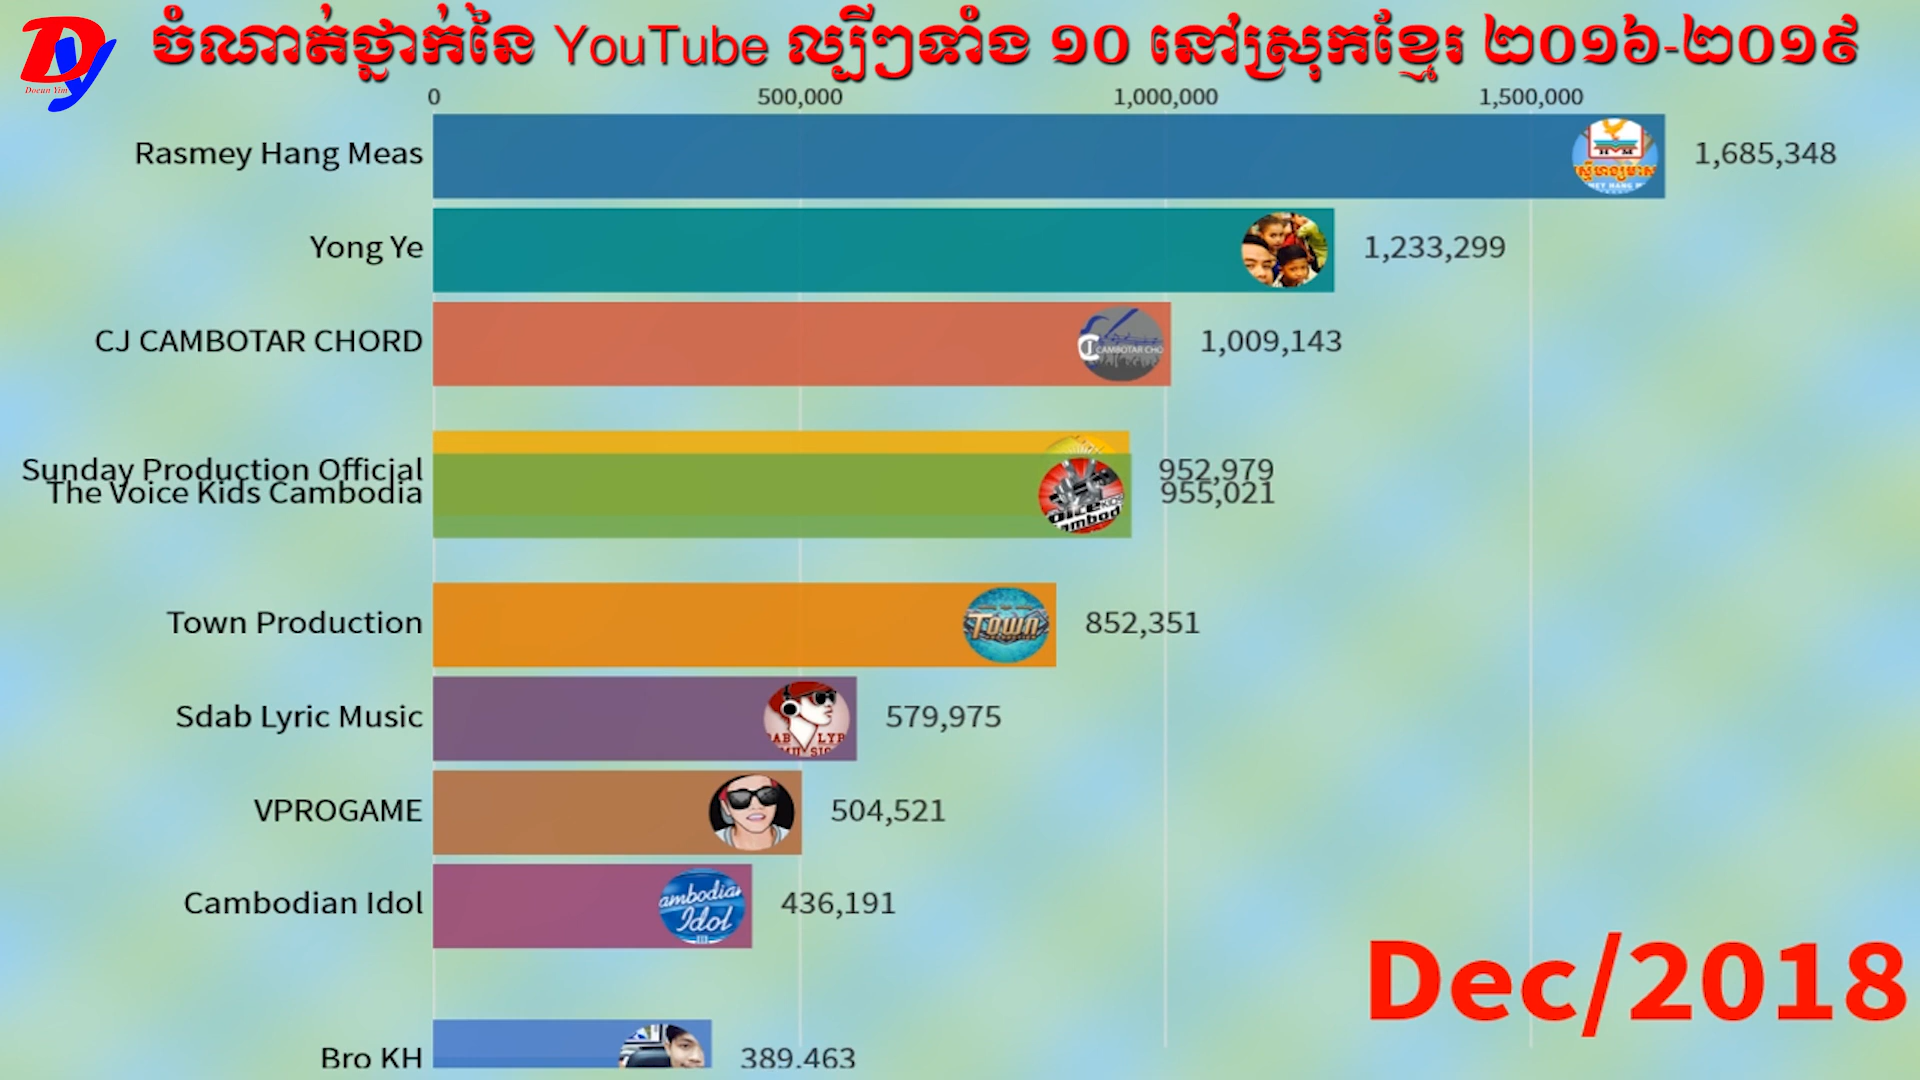 Dy
Doeun Yim
ចំណាត់ថ្នាក់នៃ YouTube ល្បីៗទាំង ១០ នៅស្រុកខ្មែរ ២០១៦-២០១៩
0 500,000 1,000,000 1,500,000
Rasmey Hang Meas 1,685,348
Yong Ye 1,233,299
CJ CAMBOTAR CHORD 1,009,143
Sunday Production Official 952,979
The Voice Kids Cambodia 955,021
Town Production 852,351
Sdab Lyric Music 579,975
VPROGAME 504,521
Cambodian Idol 436,191
Bro KH 389,463
Dec/2018